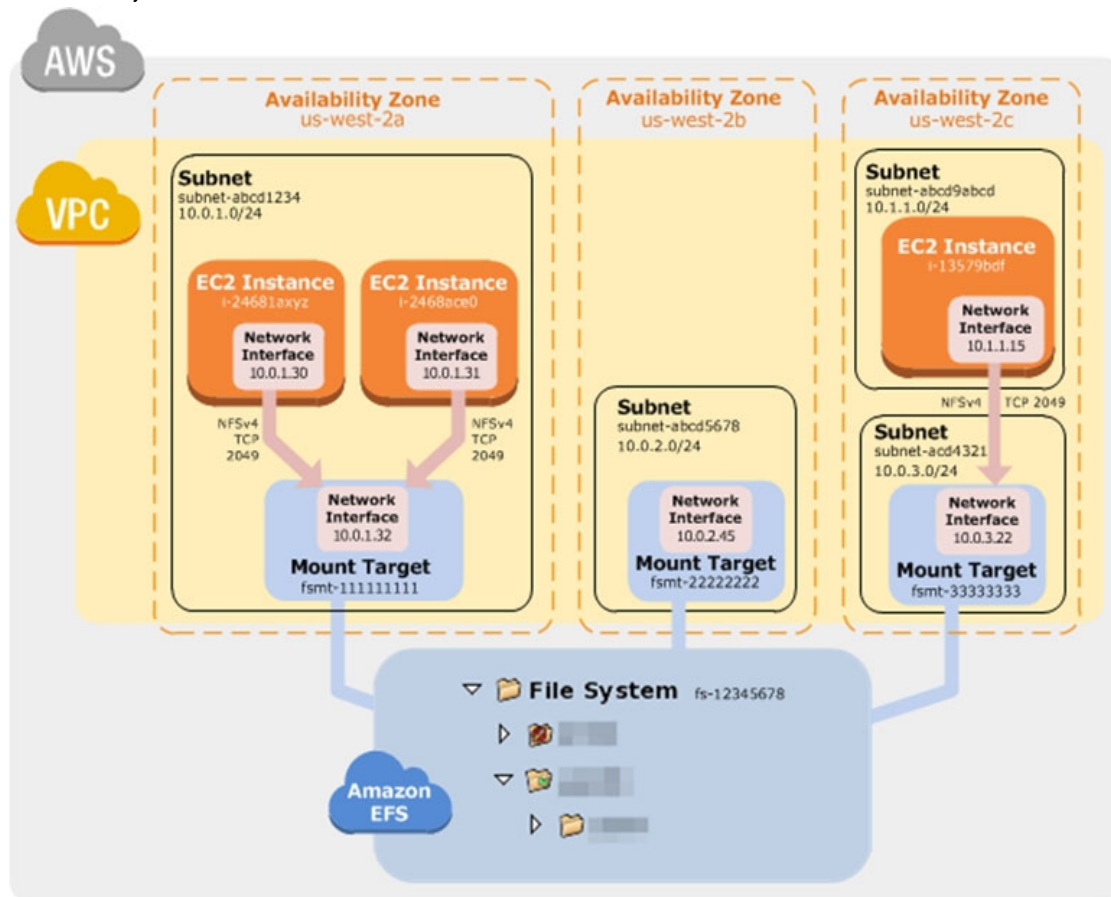 AWS
VPC
Availability Zone
us-west-2a
Subnet
subnet-abcd1234
10.0.1.0/24
EC2 Instance
i-24681axyz
Network
Interface
10.0.1.30
EC2 Instance
i-2468ace0
Network
Interface
10.0.1.31
NFSv4
TCP
2049
NFSv4
TCP
2049
Network
Interface
10.0.1.32
Mount Target
fsmt-111111111
Availability Zone
us-west-2b
Subnet
subnet-abcd5678
10.0.2.0/24
Network
Interface
10.0.2.45
Mount Target
fsmt-22222222
Availability Zone
us-west-2c
Subnet
subnet-abcd9abcd
10.1.1.0/24
EC2 Instance
i-13579bdf
Network
Interface
10.1.1.15
NFSv4 TCP 2049
Subnet
subnet-acd4321
10.0.3.0/24
Network
Interface
10.0.3.22
Mount Target
fsmt-33333333
File System fs-12345678
Amazon
EFS